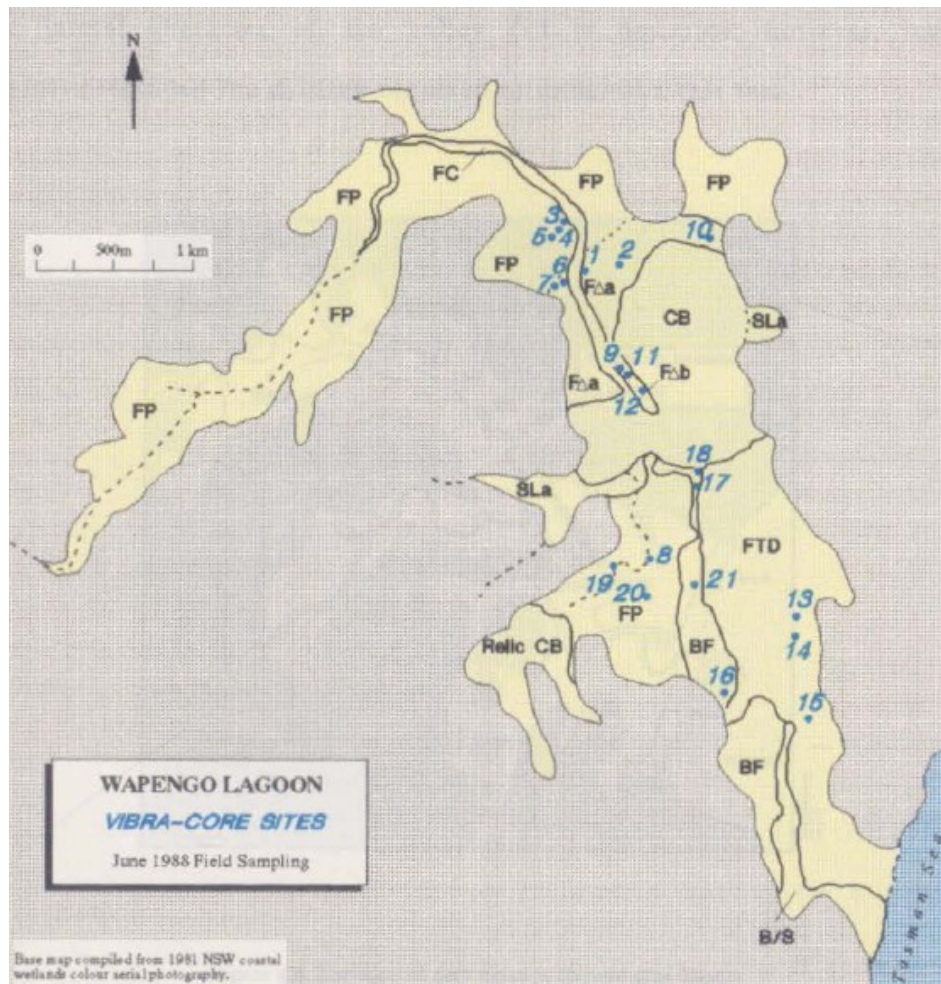 N
0 500m 1 km
FC
FP
FP
FP
3
5 4
10
1
2
FP
6
7
F△a
CB
SLa
FP
9 11
F△a
F△b
12
FP
18
17
SLa
FTD
8
19
20
21
13
FP
14
Relic CB
BF
16
15
BF
WAPENGO LAGOON
VIBRA-CORE SITES
June 1988 Field Sampling
B/S
Tasman Sea
Base map compiled from 1981 NSW coastal
wetlands colour aerial photography.